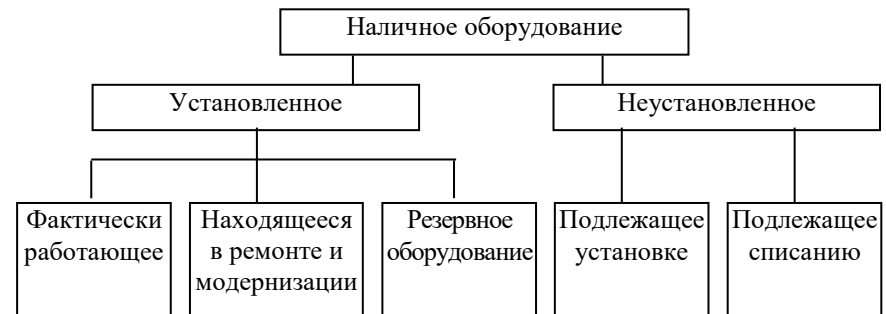 Наличное оборудование
Установленное
Неустановленное
Фактически
работающее
Находящееся
в ремонте и
модернизации
Резервное
оборудование
Подлежащее
установке
Подлежащее
списанию